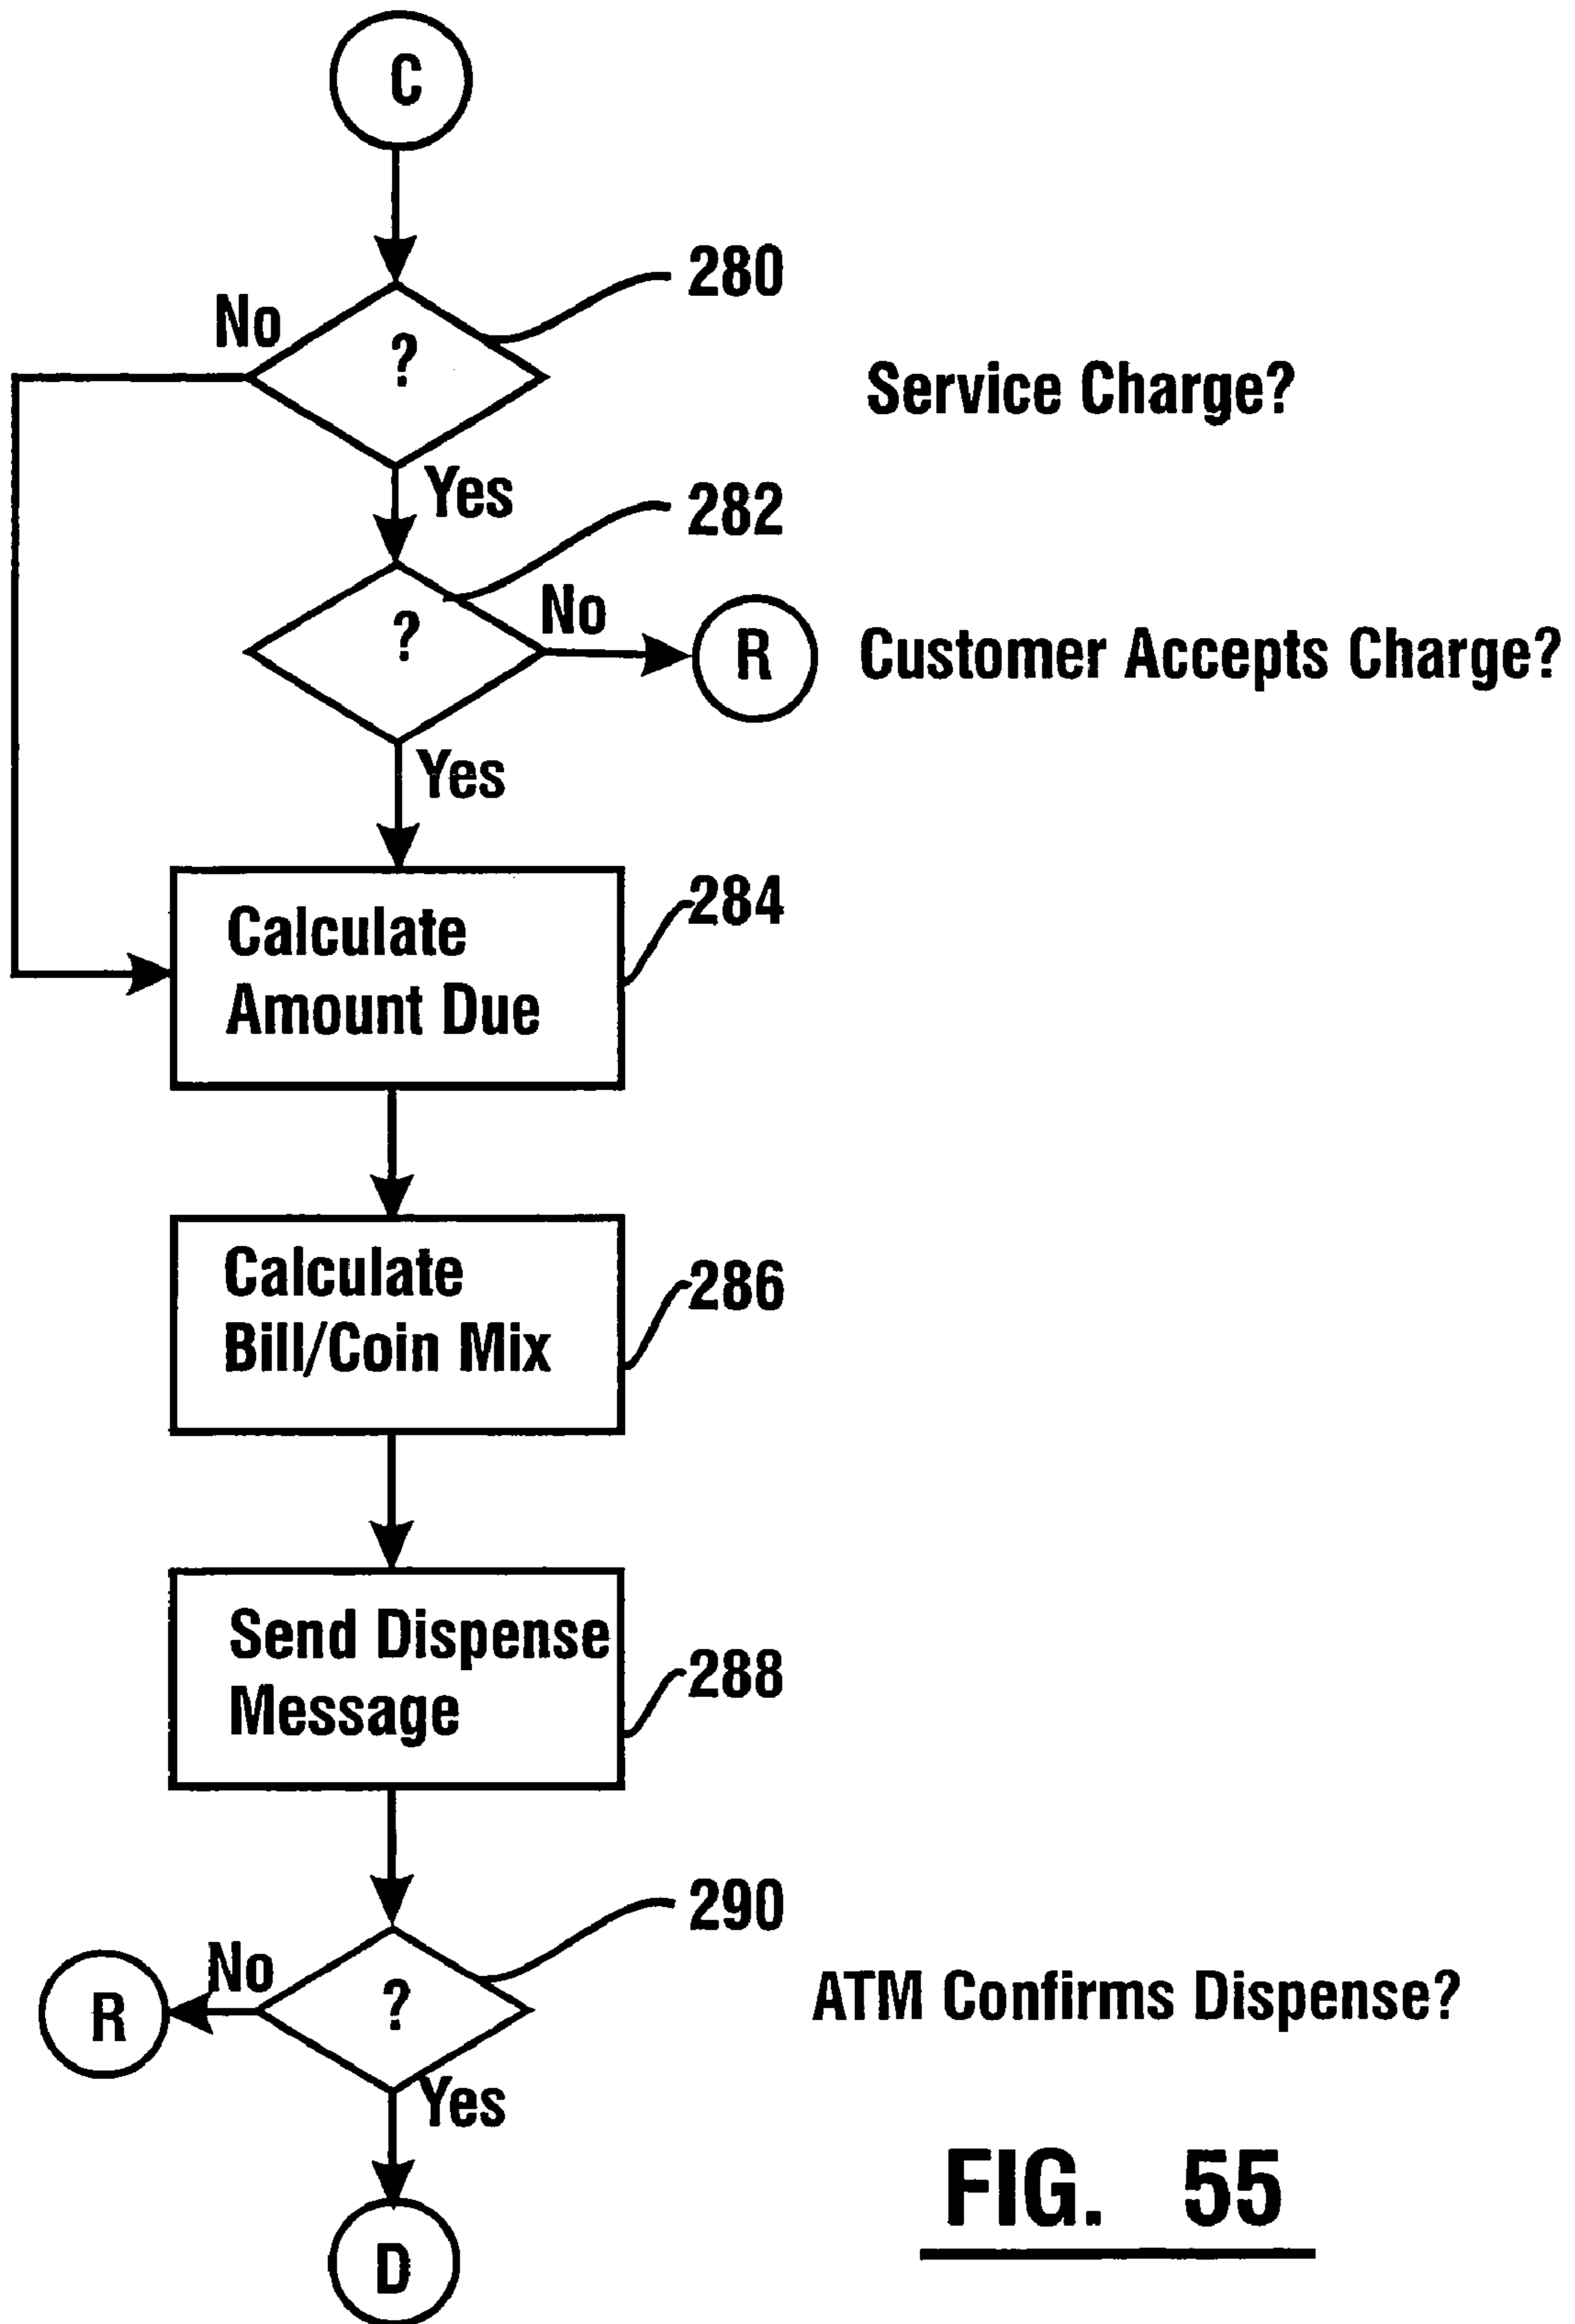 C
280
No
?
Service Charge?
Yes
282
No
?
R
Customer Accepts Charge?
Yes
284
Calculate
Amount Due
Calculate
Bill/Coin Mix
286
Send Dispense
Message
288
290
No
R
?
ATM Confirms Dispense?
Yes
D
FIG. 55